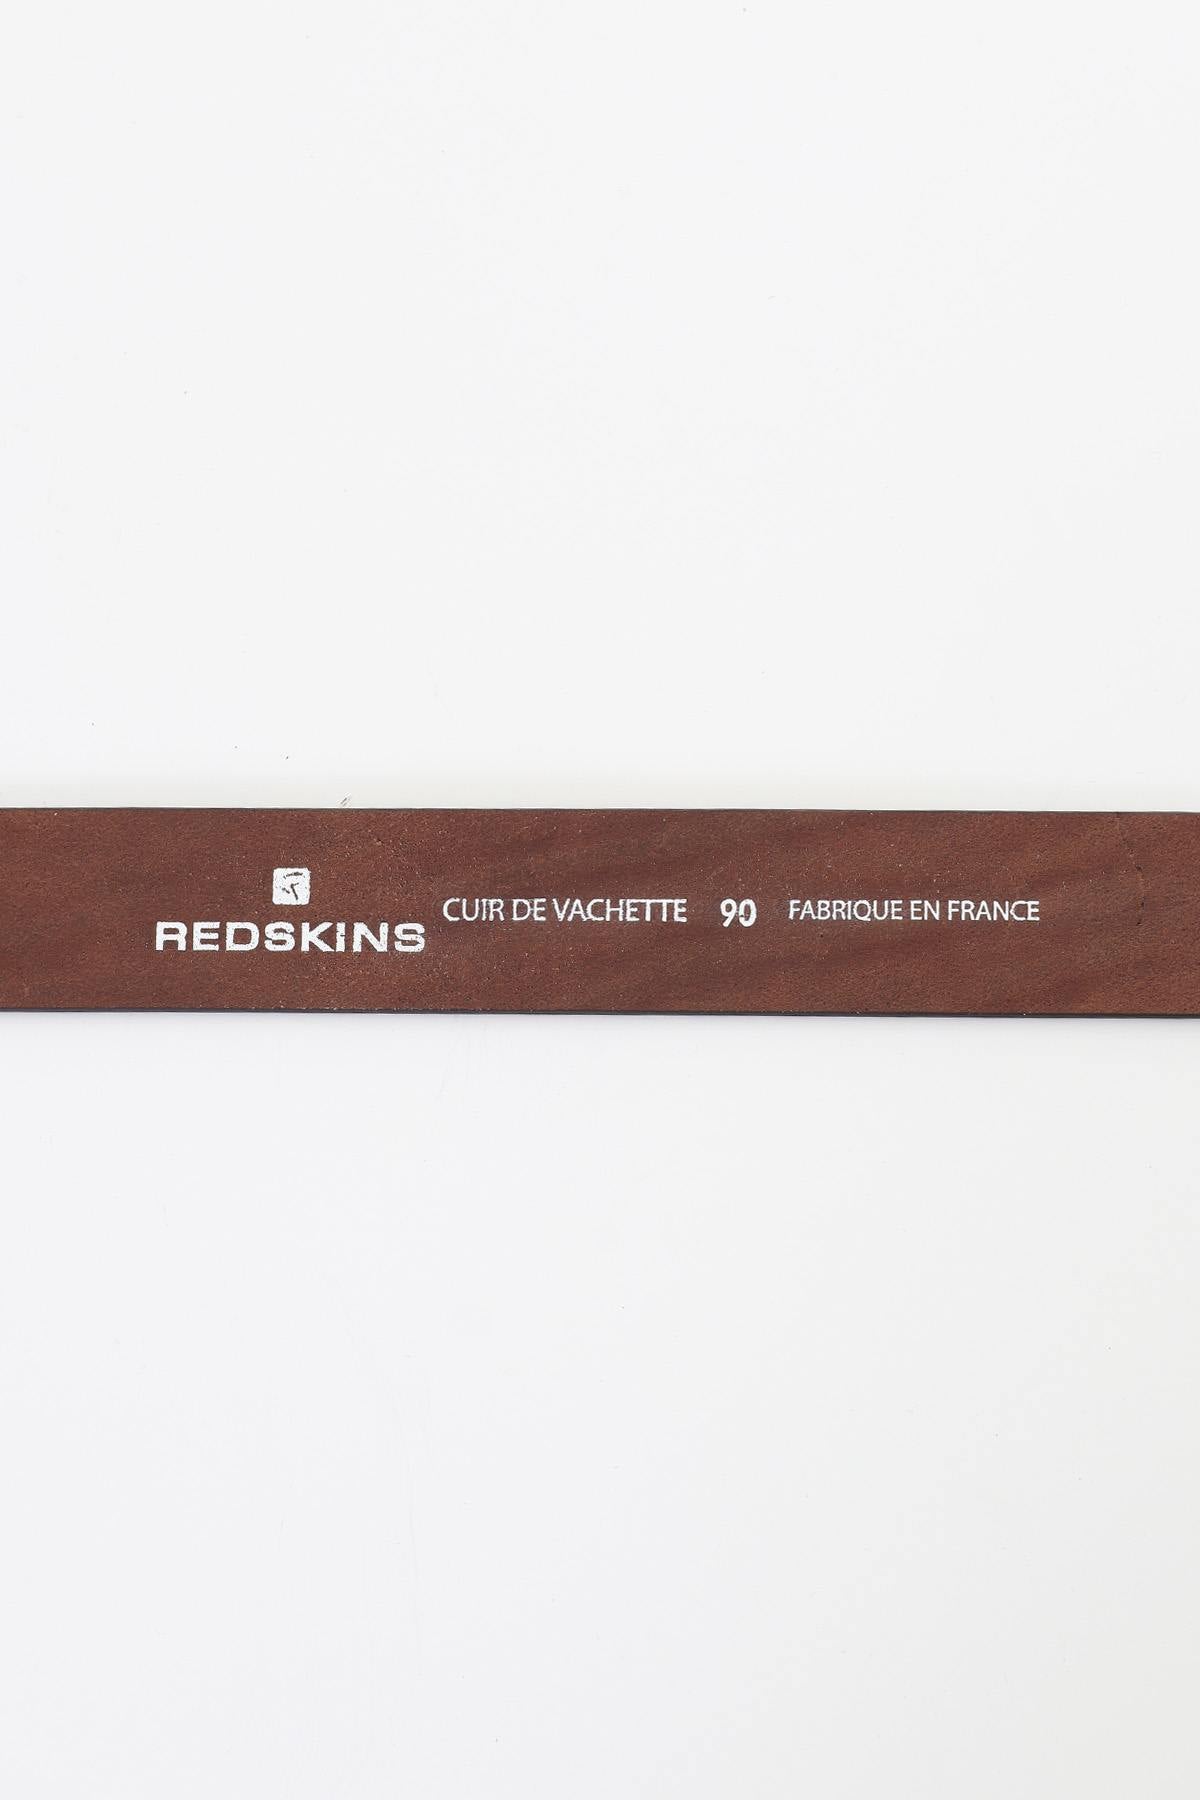 REDSKINS
CUIR DE VACHETTE 90 FABRIQUE EN FRANCE